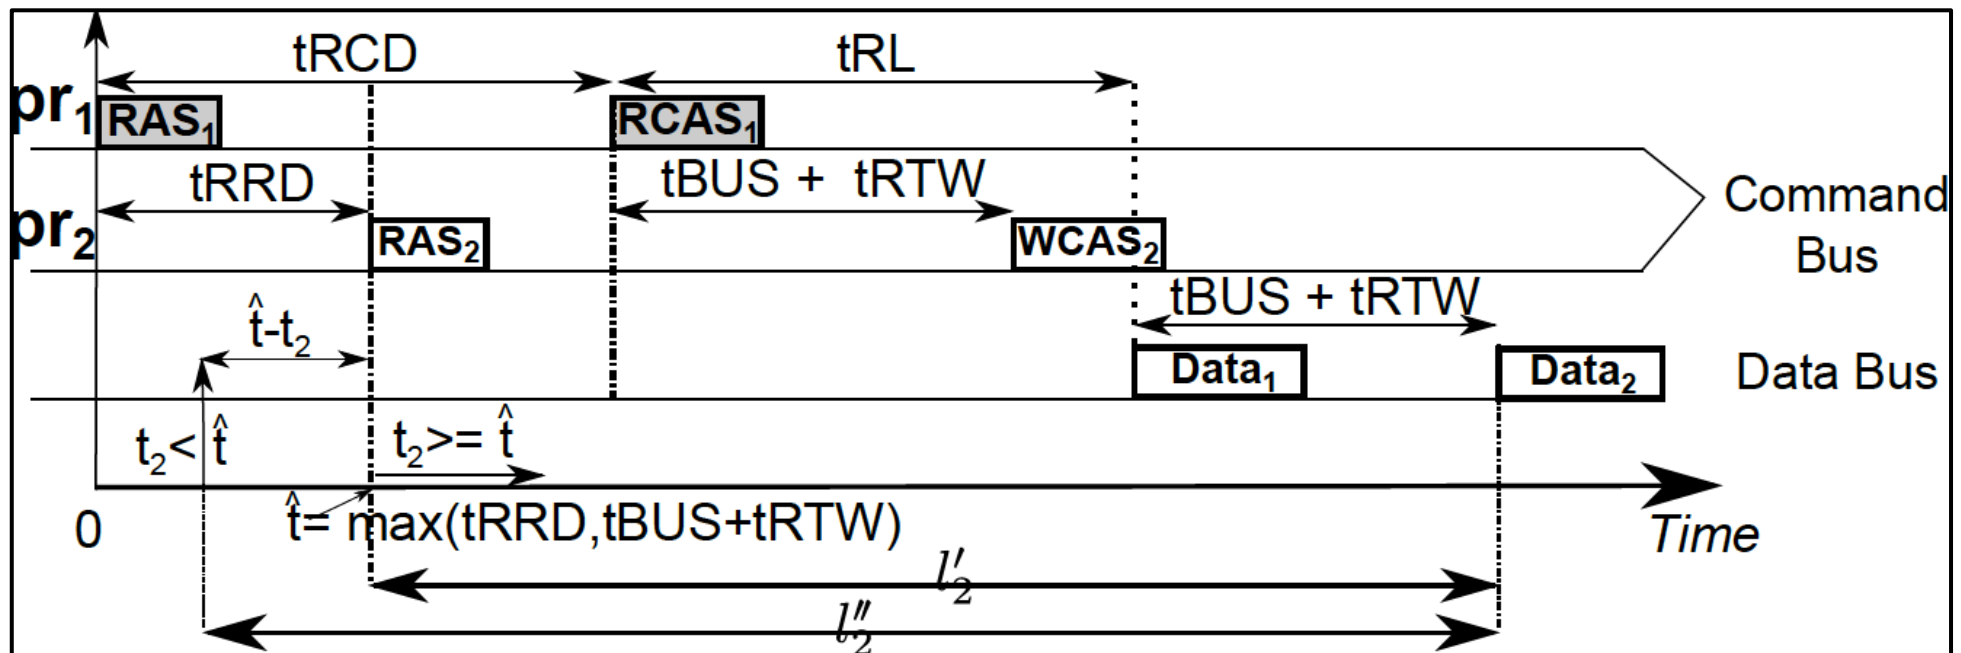 tRCD
tRL
pr1
RAS1
RCAS1
tRRD
tBUS + tRTW
Command
Bus
pr2
RAS2
WCAS2
t̂-t2
tBUS + tRTW
Data1
Data2
Data Bus
t2< t̂
t2>= t̂
0
t̂= max(tRRD,tBUS+tRTW)
Time
l′2
l″2